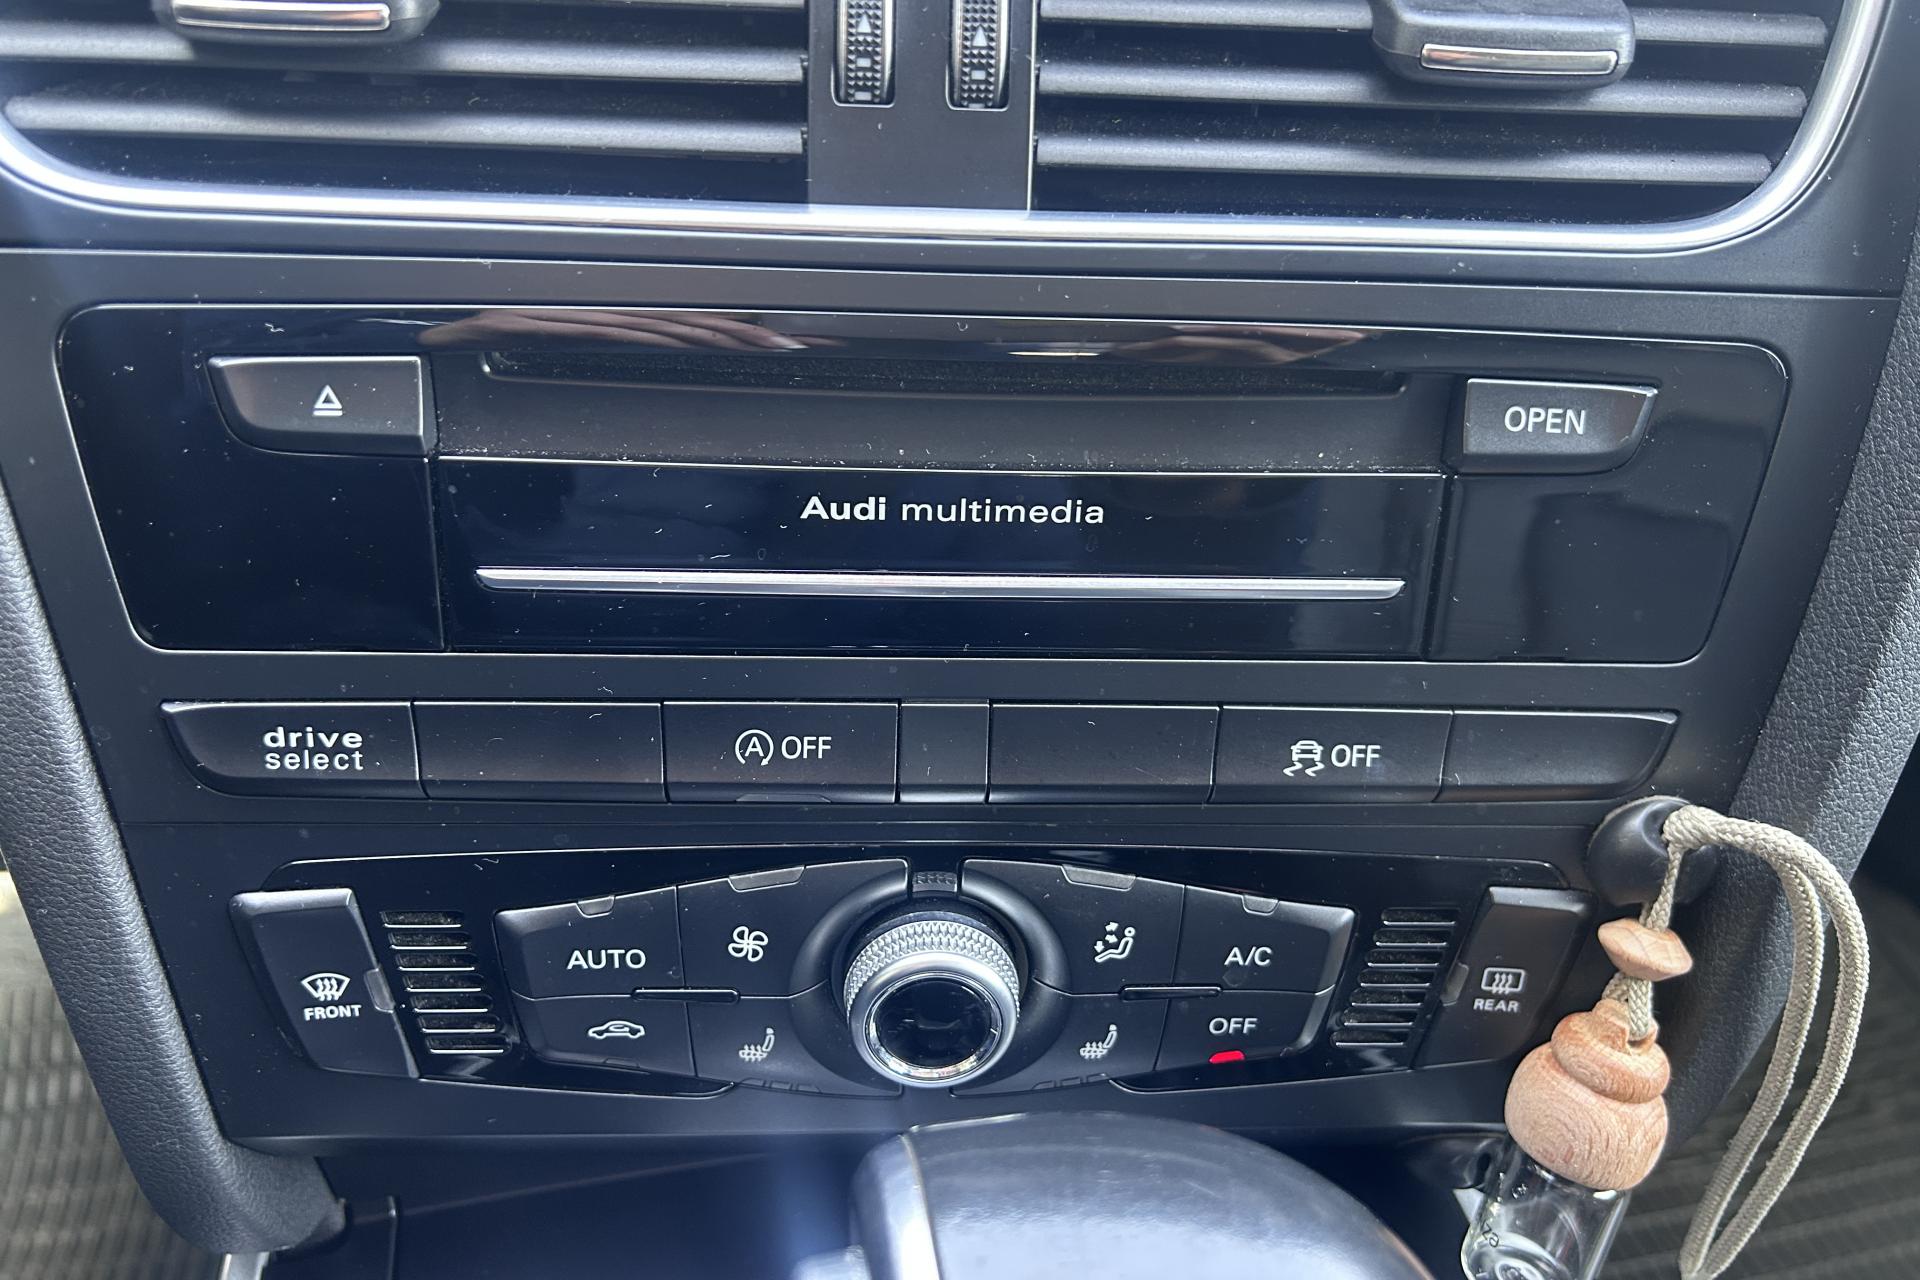 OPEN
Audi multimedia
drive
select
A OFF
OFF
AUTO
A/C
FRONT
REAR
OFF